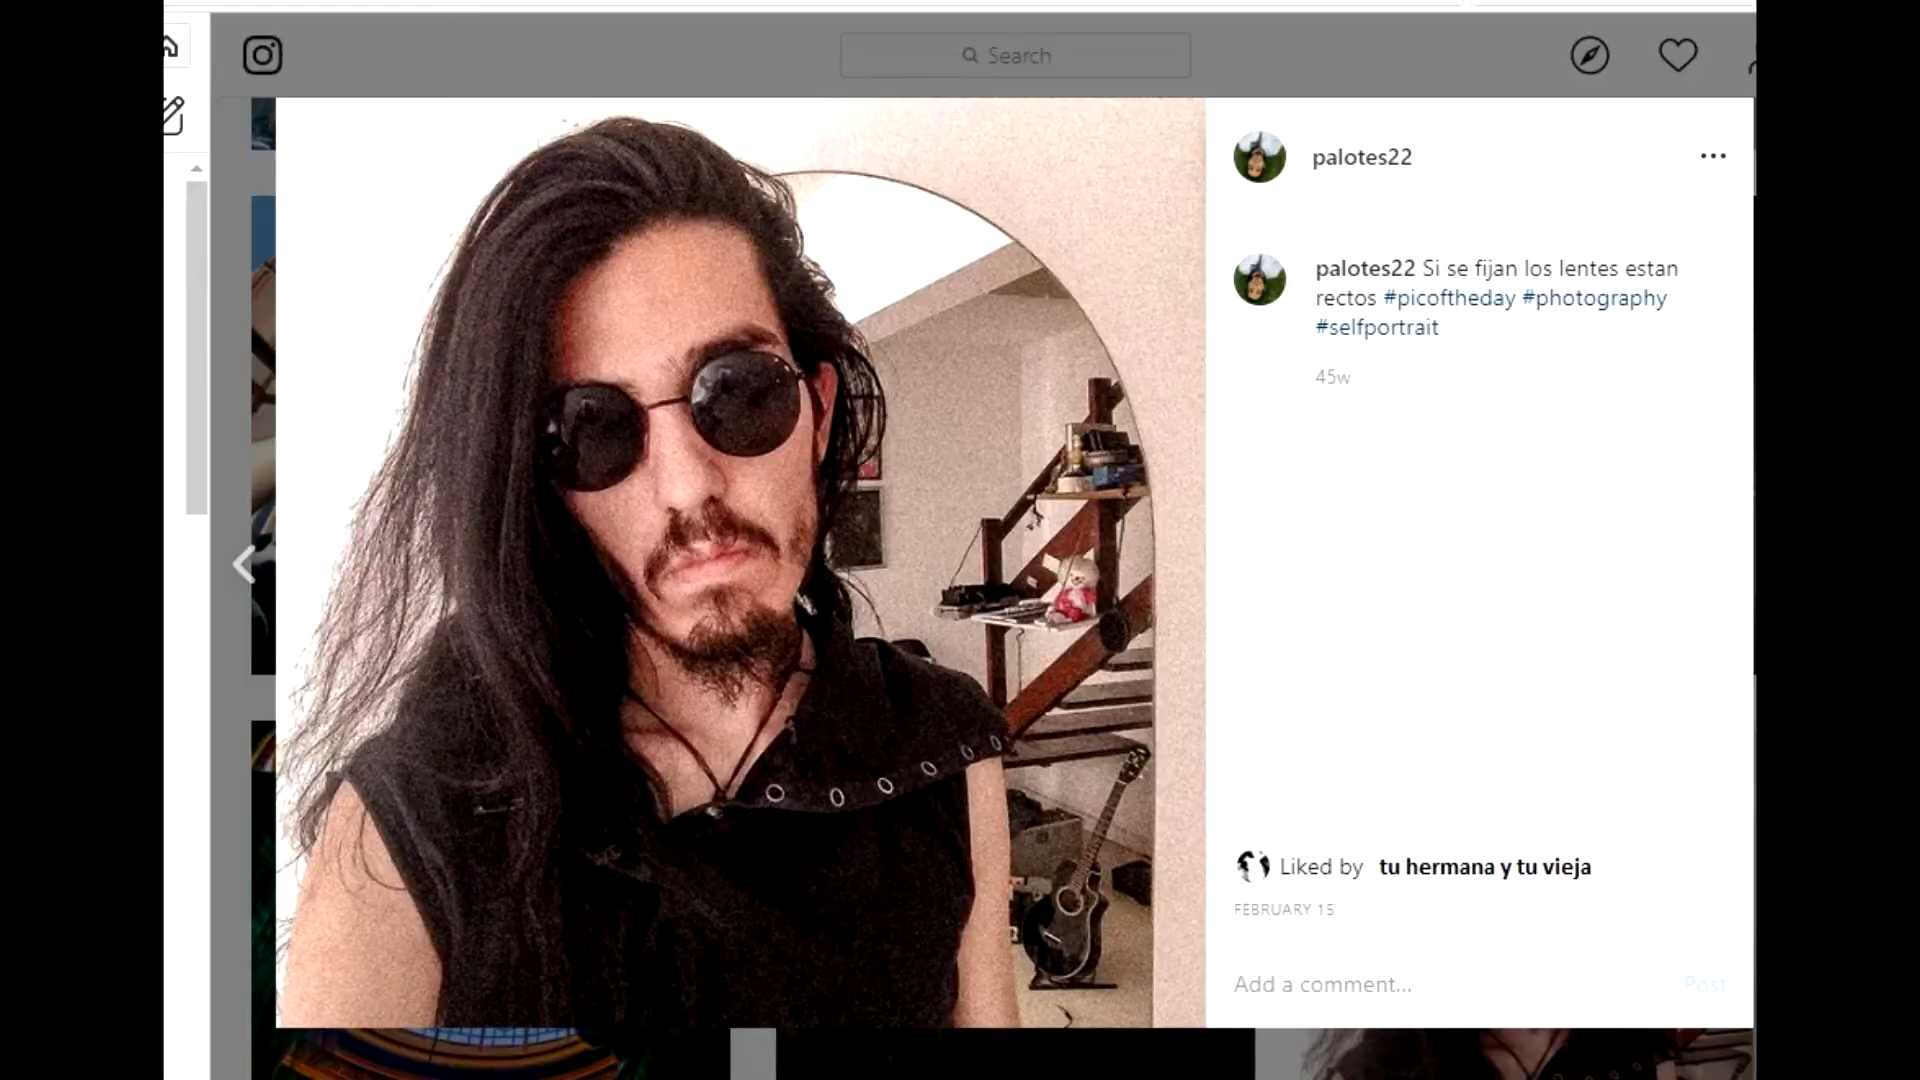 Search
palotes22
palotes22 Si se fijan los lentes estan
rectos #picoftheday #photography
#selfportrait
45w
Liked by tu hermana y tu vieja
FEBRUARY 15
Add a comment...
Post